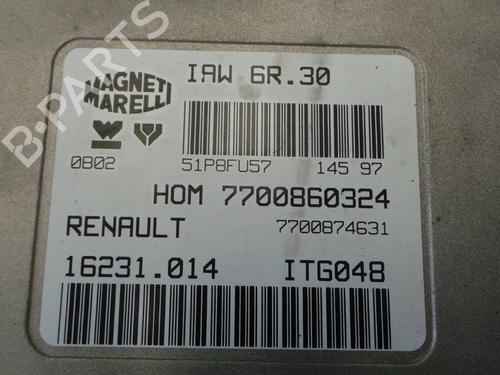 MAGNETI MARELLI
IAW 6R.30
0B02 51P8FU57 145 97
HOM 7700860324
RENAULT 7700874631
16231.014 ITG048
B-PARTS